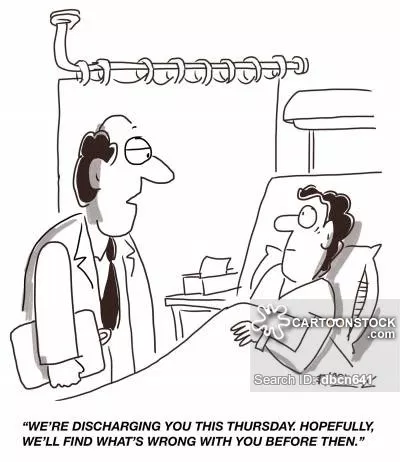 CARTOONSTOCK
.com
Search ID: dbcn641
"WE'RE DISCHARGING YOU THIS THURSDAY. HOPEFULLY,
WE'LL FIND WHAT'S WRONG WITH YOU BEFORE THEN."